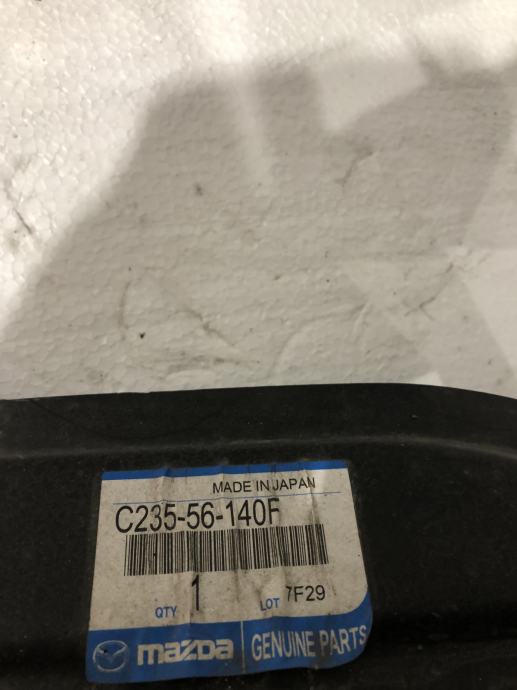 MADE IN JAPAN
C235-56-140F
QTY 1 LOT 7F29
mazda GENUINE PARTS